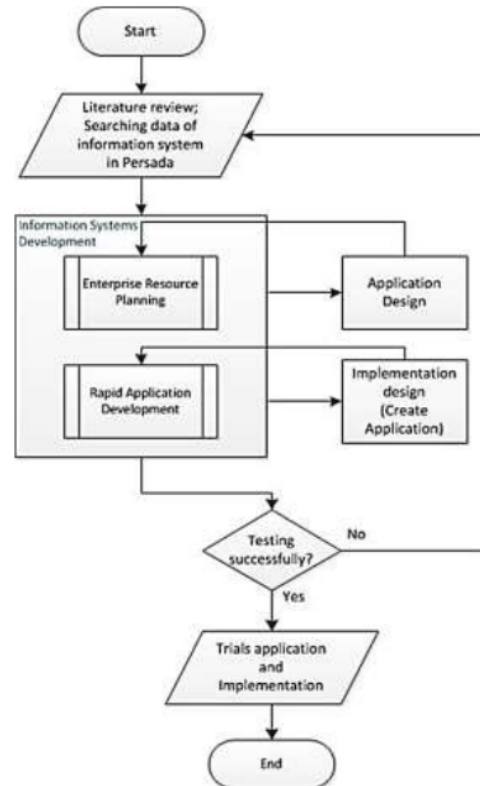 Start
Literature review;
Searching data of
information system
in Persada
Information Systems
Development
Enterprise Resource
Planning
Application
Design
Rapid Application
Development
Implementation
design
(Create
Application)
Testing
successfully?
No
Yes
Trials application
and
Implementation
End